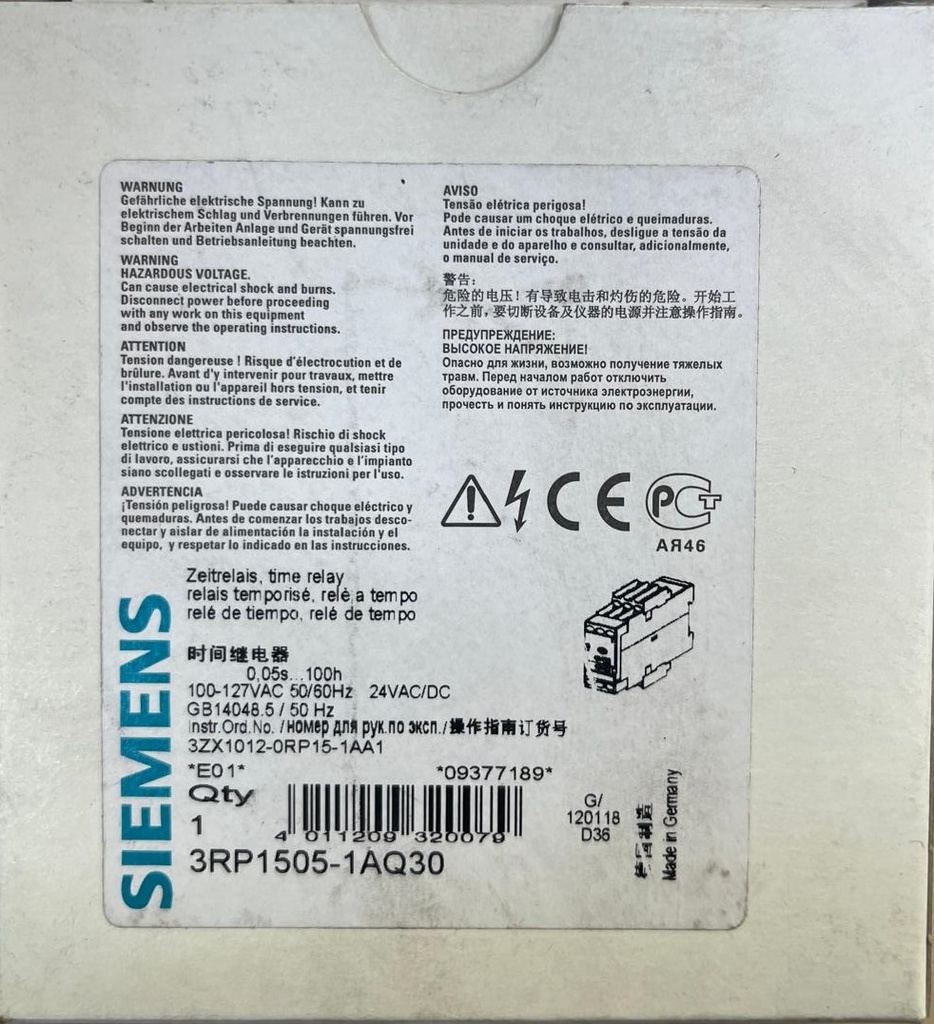 WARNUNG
Gefährliche elektrische Spannung! Kann zu
elektrischem Schlag und Verbrennungen führen. Vor
Beginn der Arbeiten Anlage und Gerät spannungsfrei
schalten und Betriebsanleitung beachten.
WARNING
HAZARDOUS VOLTAGE.
Can cause electrical shock and burns.
Disconnect power before proceeding
with any work on this equipment
and observe the operating instructions.
ATTENTION
Tension dangereuse ! Risque d'électrocution et de
brûlure. Avant d'y intervenir pour travaux, mettre
l'installation ou l'appareil hors tension, et tenir
compte des instructions de service.
ATTENZIONE
Tensione elettrica pericolosa! Rischio di shock
elettrico e ustioni. Prima di eseguire qualsiasi tipo
di lavoro, assicurarsi che l'apparecchio e l'impianto
siano scollegati e osservare le istruzioni per l'uso.
ADVERTENCIA
¡Tensión peligrosa! Puede causar choque eléctrico y
quemaduras. Antes de comenzar los trabajos desco-
nectar y aislar de alimentación la instalación y el
equipo, y respetar lo indicado en las instrucciones.
AVISO
Tensão elétrica perigosa!
Pode causar um choque elétrico e queimaduras.
Antes de iniciar os trabalhos, desligue a tensão da
unidade e do aparelho e consultar, adicionalmente,
o manual de serviço.
警告:
危险的电压！有导致电击和灼伤的危险。开始工
作之前，要切断设备及仪器的电源并注意操作指南。
ПРЕДУПРЕЖДЕНИЕ:
ВЫСОКОЕ НАПРЯЖЕНИЕ!
Опасно для жизни, возможно получение тяжелых
травм. Перед началом работ отключить
оборудование от источника электроэнергии,
прочесть и понять инструкцию по эксплуатации.
CE
РСТ
АЯ46
SIEMENS
Zeitrelais, time relay
relais temporisé, relè a tempo
relé de tiempo, relé de tempo
时间继电器
0,05s...100h
100-127VAC 50/60Hz 24VAC/DC
GB14048.5 / 50 Hz
Instr.Ord.No. /номер для рук.по эксп./操作指南订货号
3ZX1012-0RP15-1AA1
*E01* *09377189*
Qty
1
4 011209 320079
3RP1505-1AQ30
G/
120118
D36
德国制造
Made in Germany